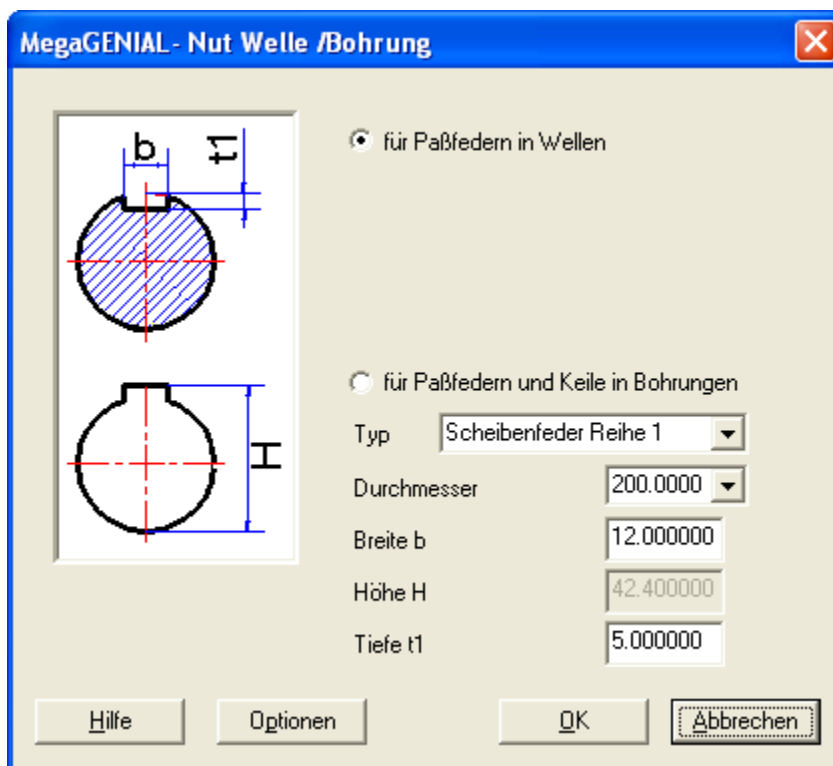 MegaGENIAL- Nut Welle /Bohrung
b
t1
für Paßfedern in Wellen
H
für Paßfedern und Keile in Bohrungen
Typ Scheibenfeder Reihe 1
Durchmesser 200.0000
Breite b 12.000000
Höhe H 42.400000
Tiefe t1 5.000000
Hilfe Optionen OK Abbrechen